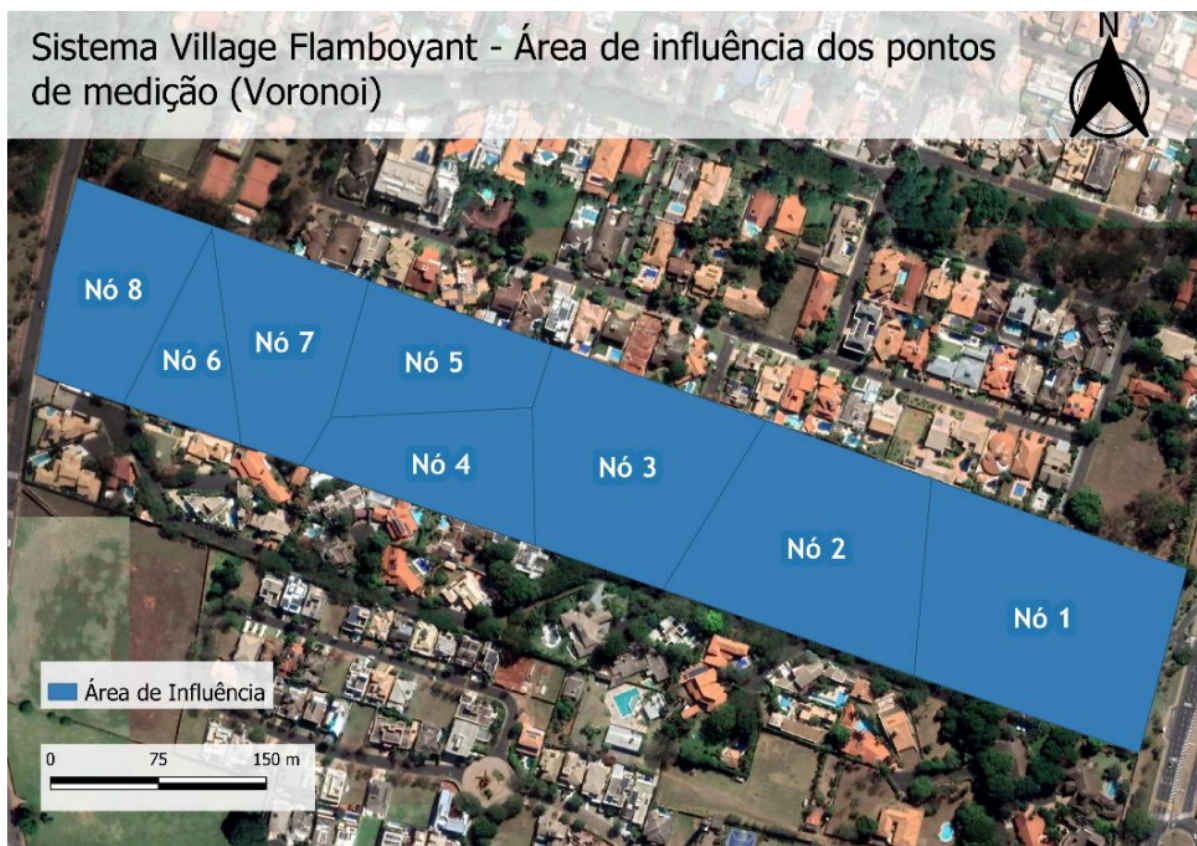 Sistema Village Flamboyant - Área de influência dos pontos
de medição (Voronoi)
N
Nó 8
Nó 6
Nó 7
Nó 5
Nó 4
Nó 3
Nó 2
Nó 1
Área de Influência
0 75 150 m